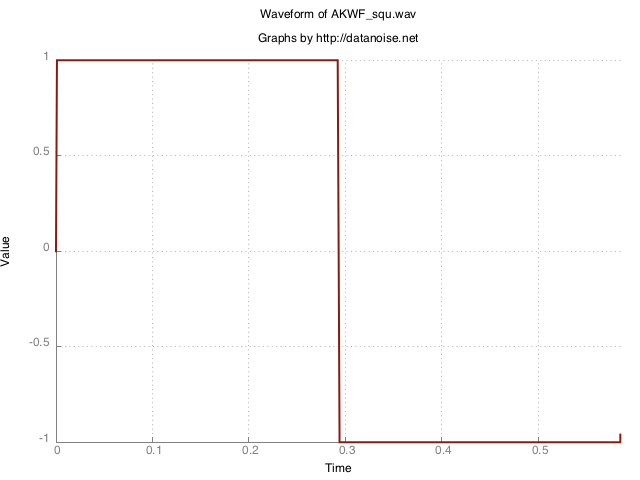 Waveform of AKWF_squ.wav
Graphs by http://datanoise.net
1
0.5
0
-0.5
-1
Value
0 0.1 0.2 0.3 0.4 0.5
Time